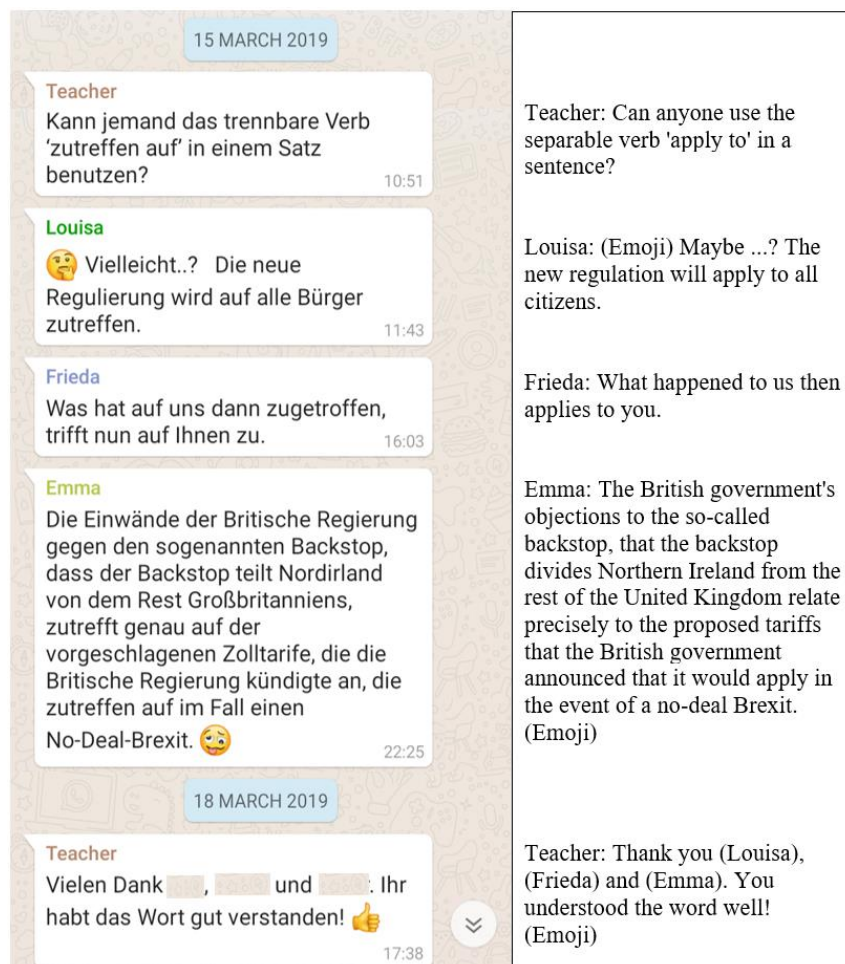 15 MARCH 2019
Teacher
Kann jemand das trennbare Verb
‘zutreffen auf’ in einem Satz
benutzen?
10:51
Louisa
Vielleicht..? Die neue
Regulierung wird auf alle Bürger
zutreffen.
11:43
Frieda
Was hat auf uns dann zugetroffen,
trifft nun auf Ihnen zu.
16:03
Emma
Die Einwände der Britische Regierung
gegen den sogenannten Backstop,
dass der Backstop teilt Nordirland
von dem Rest Großbritanniens,
zutrefft genau auf der
vorgeschlagenen Zolltarife, die die
Britische Regierung kündigte an, die
zutreffen auf im Fall einen
No-Deal-Brexit.
22:25
18 MARCH 2019
Teacher
Vielen Dank , und . Ihr
habt das Wort gut verstanden!
17:38
Teacher: Can anyone use the
separable verb 'apply to' in a
sentence?
Louisa: (Emoji) Maybe ...? The
new regulation will apply to all
citizens.
Frieda: What happened to us then
applies to you.
Emma: The British government's
objections to the so-called
backstop, that the backstop
divides Northern Ireland from the
rest of the United Kingdom relate
precisely to the proposed tariffs
that the British government
announced that it would apply in
the event of a no-deal Brexit.
(Emoji)
Teacher: Thank you (Louisa),
(Frieda) and (Emma). You
understood the word well!
(Emoji)